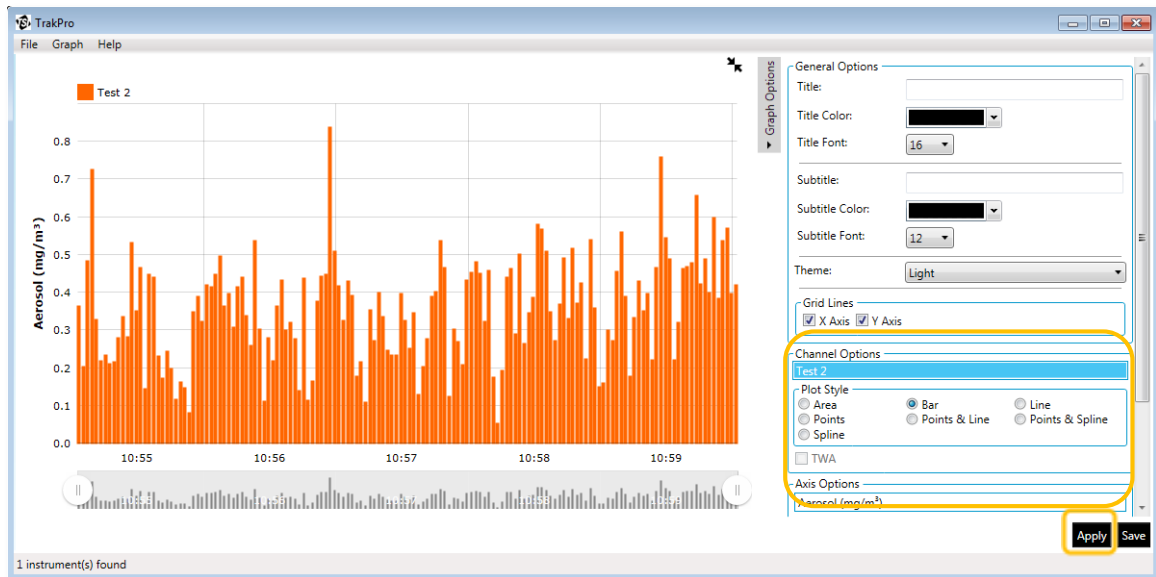 TrakPro
File Graph Help
Test 2
Aerosol (mg/m³)
0.8
0.7
0.6
0.5
0.4
0.3
0.2
0.1
0.0
10:55 10:56 10:57 10:58 10:59
Graph Options
General Options
Title:
Title Color:
Title Font: 16
Subtitle:
Subtitle Color:
Subtitle Font: 12
Theme: Light
Grid Lines
X Axis Y Axis
Channel Options
Test 2
Plot Style
Area Bar Line
Points Points & Line Points & Spline
Spline
TWA
Axis Options
Aerosol (mg/m³)
Apply Save
1 instrument(s) found